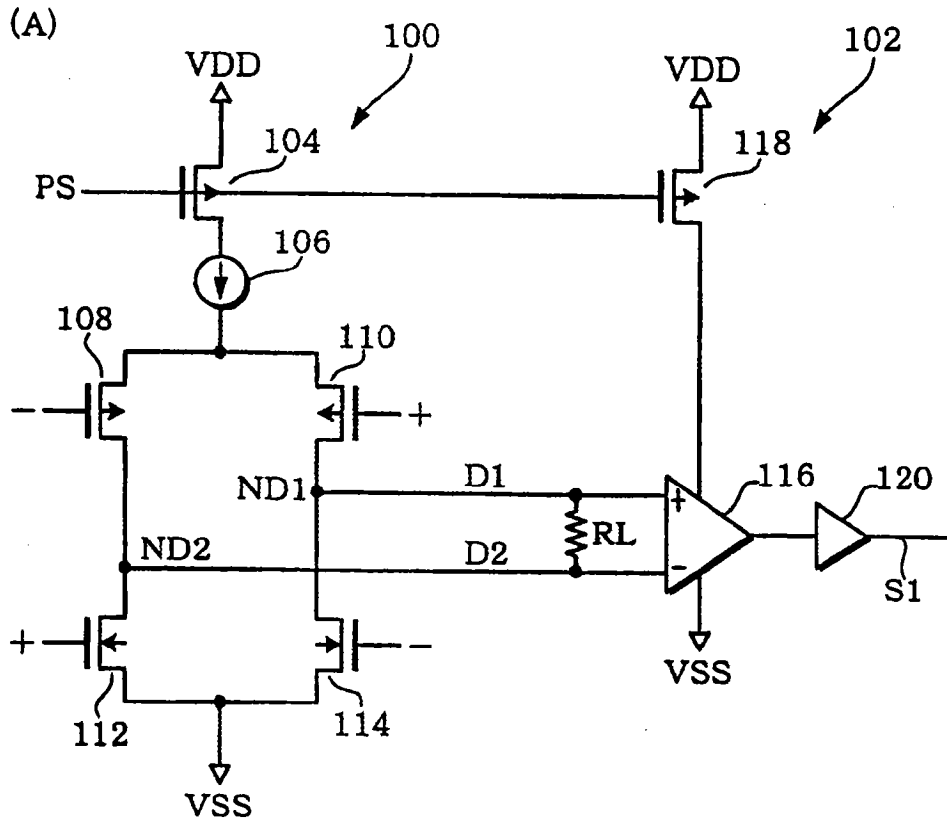 (A)
100
102
VDD
VDD
104
118
PS
106
108
110
−
+
D1
ND1
+
116
120
RL
ND2
D2
−
S1
+
−
VSS
112
114
VSS